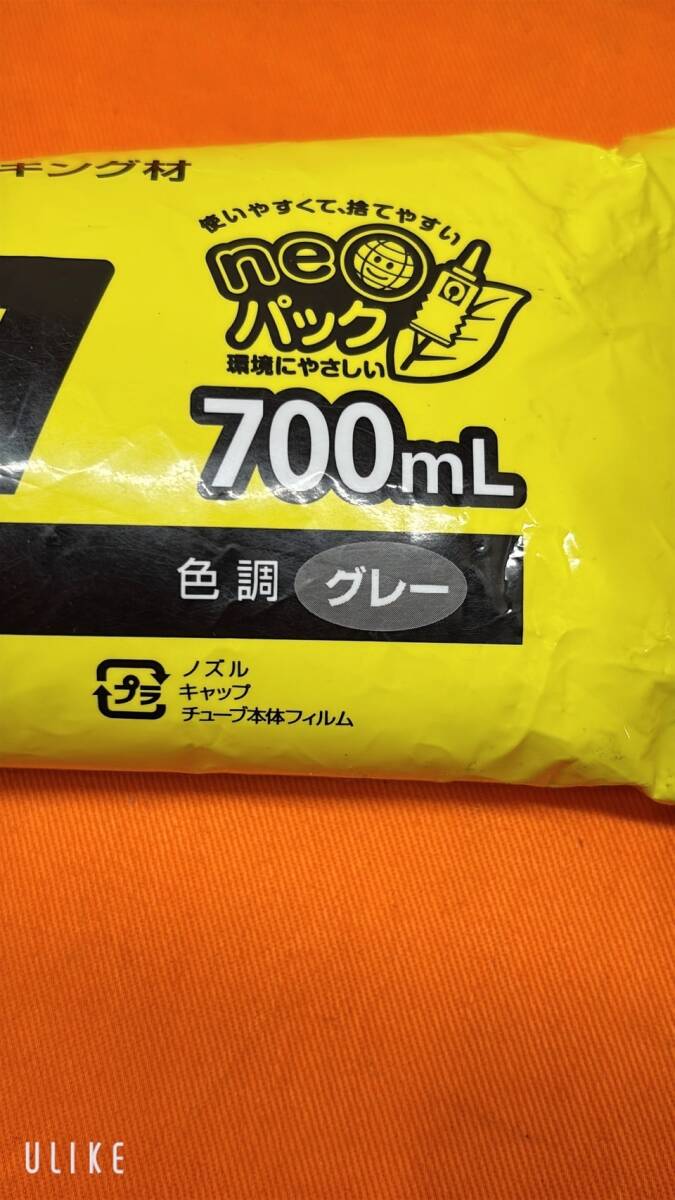 キング材
使いやすくて、捨てやすい
neo
パック
環境にやさしい
700mL
色調 グレー
プラ
ノズル
キャップ
チューブ本体フィルム
ULIKE